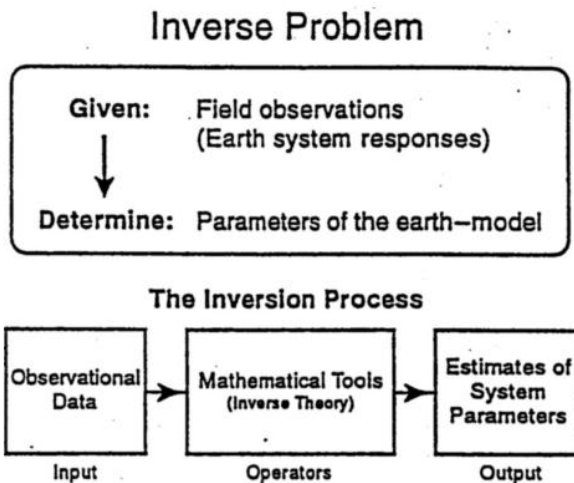 Inverse Problem
Given: Field observations
(Earth system responses)
Determine: Parameters of the earth–model
The Inversion Process
Observational
Data
Input
Mathematical Tools
(Inverse Theory)
Operators
Estimates of
System
Parameters
Output